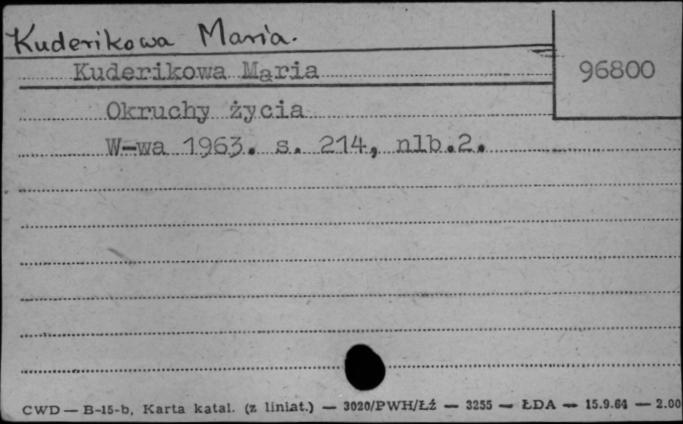 Kuderikowa Maria.
Kuderikowa Maria
96800
Okruchy życia
W-wa 1963. s. 214, nlb.2.
CWD — B-15-b, Karta katal. (z liniat.) — 3020/PWH/Łź — 3255 — ŁDA — 15.9.64 — 2.00